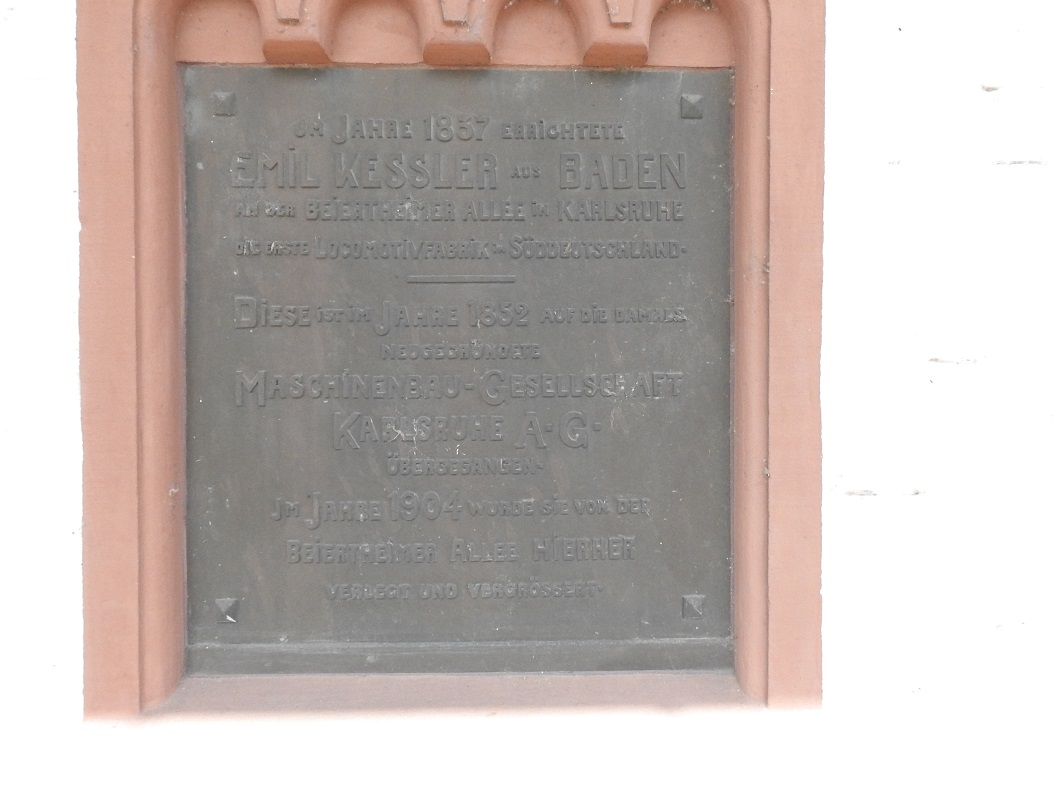 JM JAHRE 1837 ERRICHTETE
EMIL KESSLER AUS BADEN
AN DER BEIERTHEIMER ALLEE IN KARLSRUHE
DIE ERSTE LOCOMOTIVFABRIK IN SÜDDEUTSCHLAND.
DIESE IST IM JAHRE 1852 AUF DIE DAMALS
NEUGEGRÜNDETE
MASCHINENBAU-GESELLSCHAFT
KARLSRUHE A.G.
ÜBERGEGANGEN.
JM JAHRE 1904 WURDE SIE VON DER
BEIERTHEIMER ALLEE HIERHER
VERLEGT UND VERGRÖSSERT.